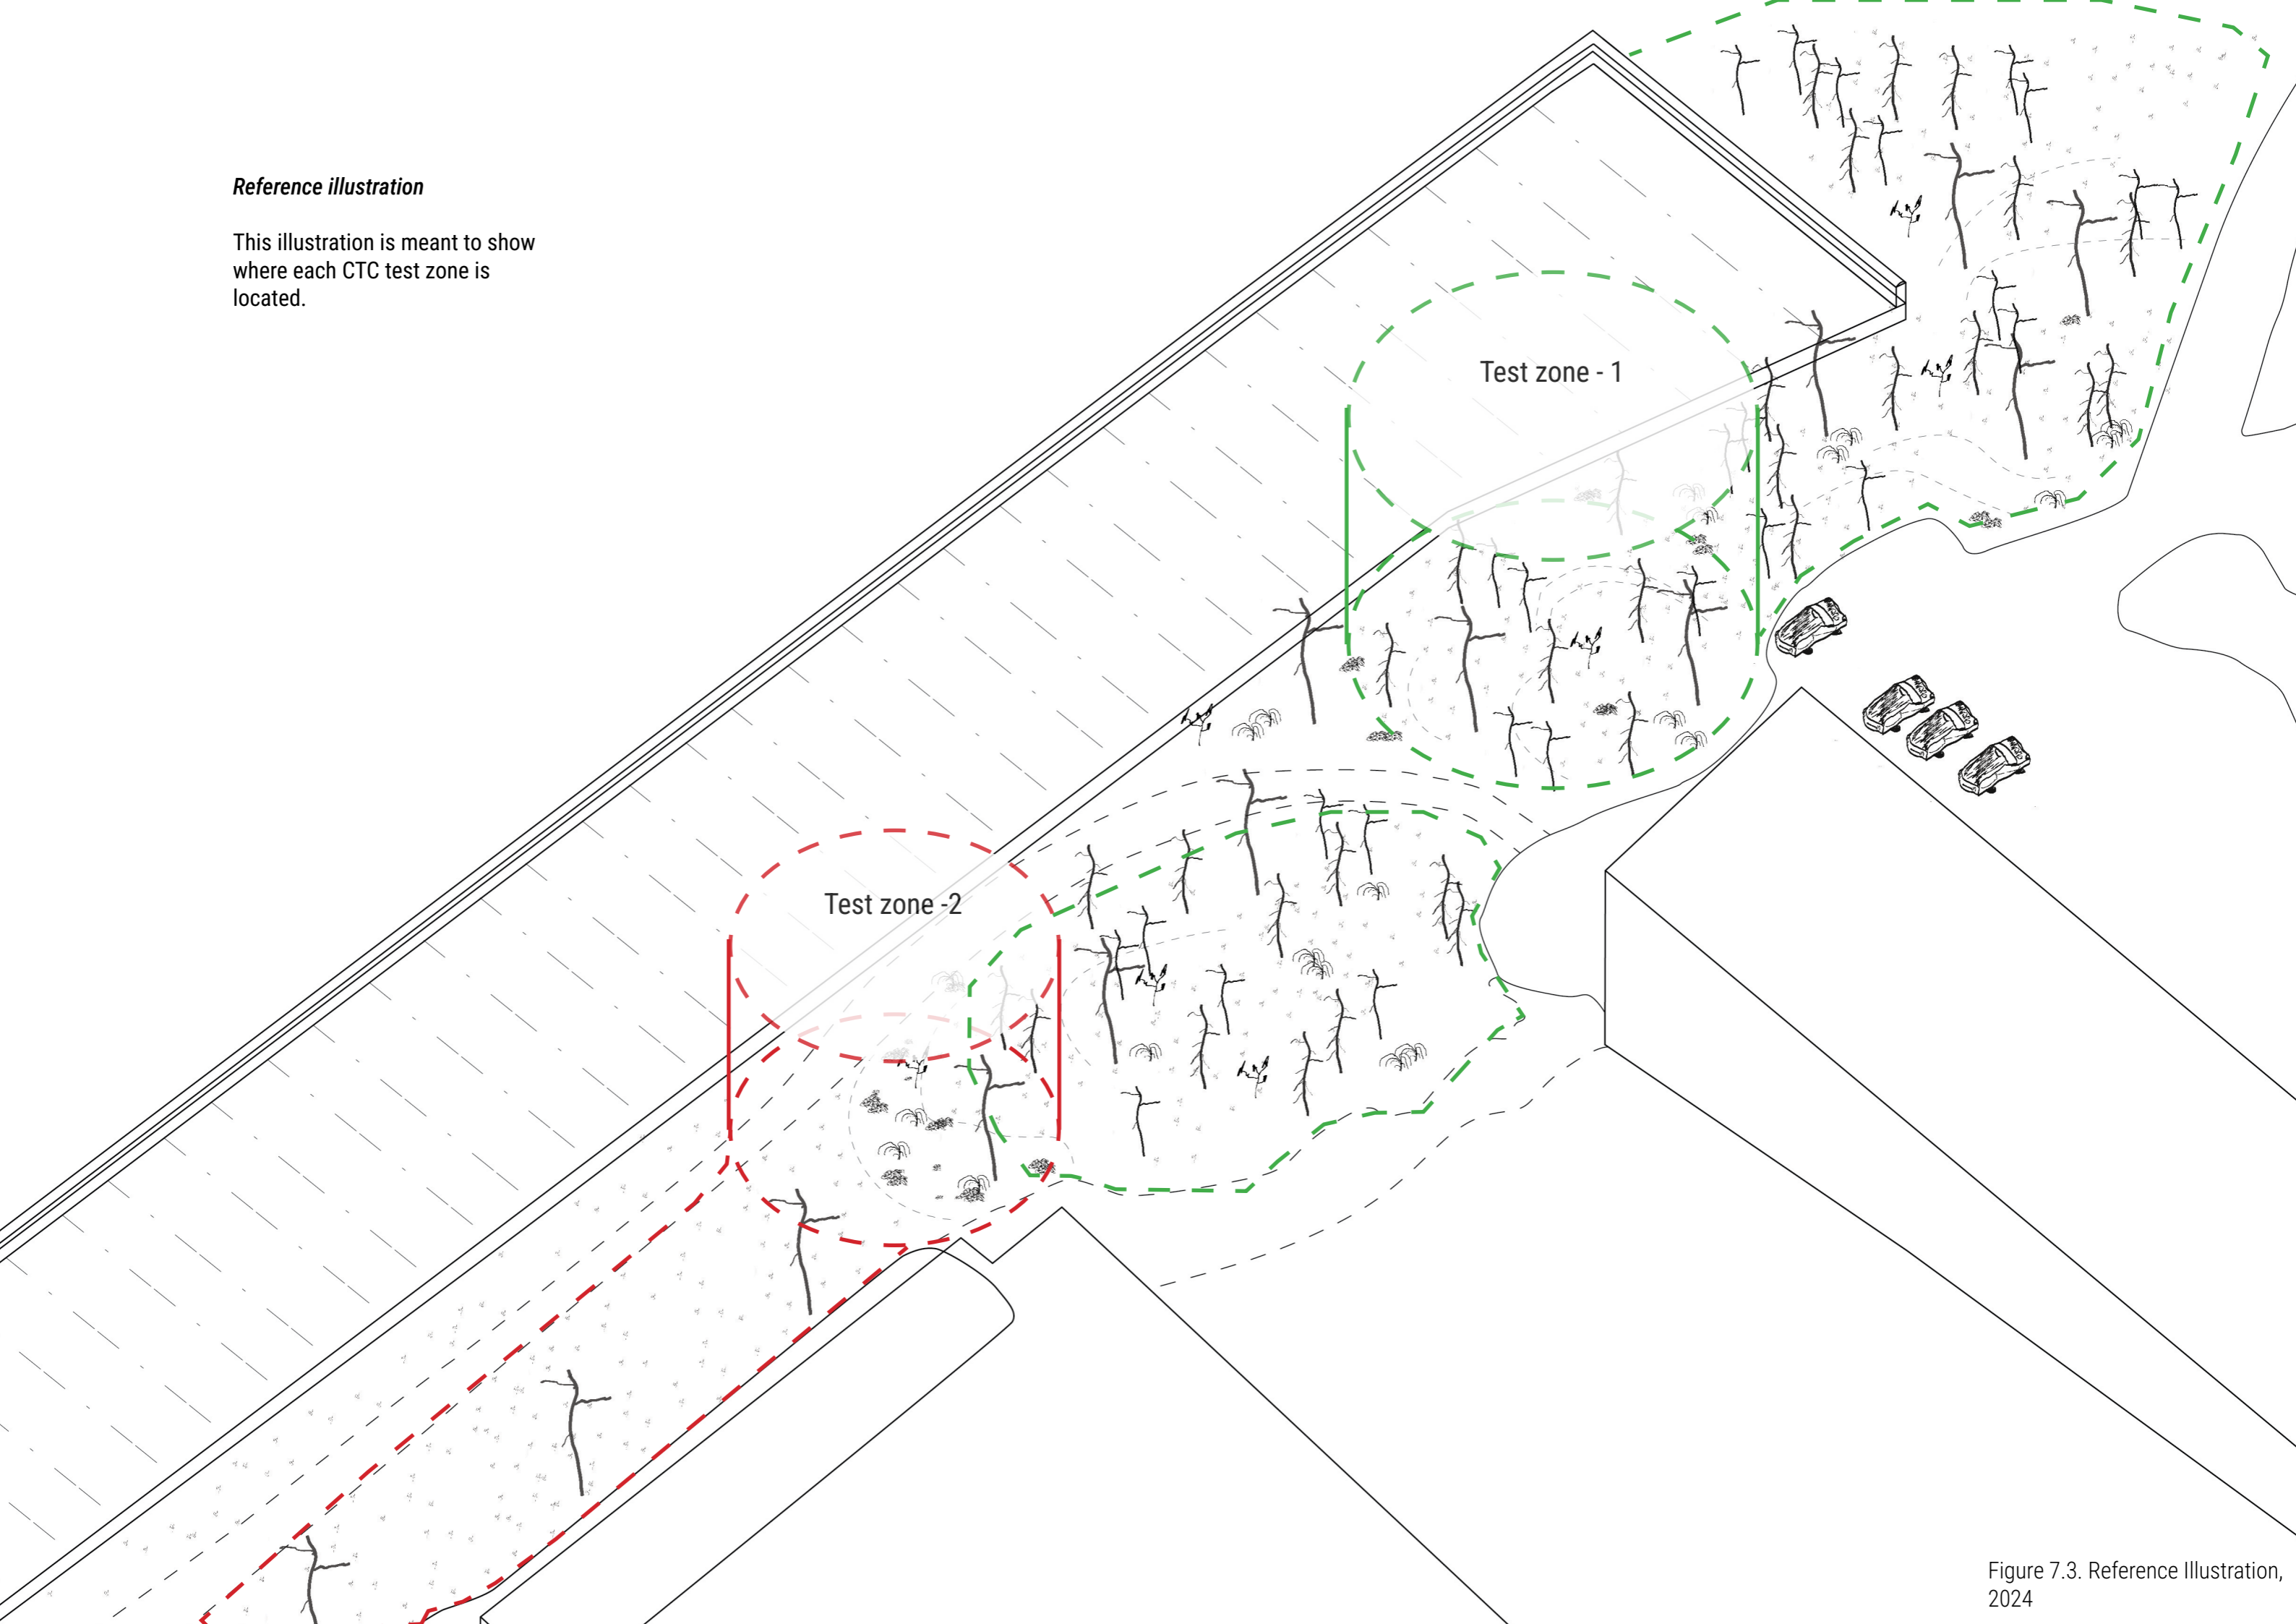 Reference illustration
This illustration is meant to show
where each CTC test zone is
located.
Test zone - 1
Test zone -2
Figure 7.3. Reference Illustration,
2024